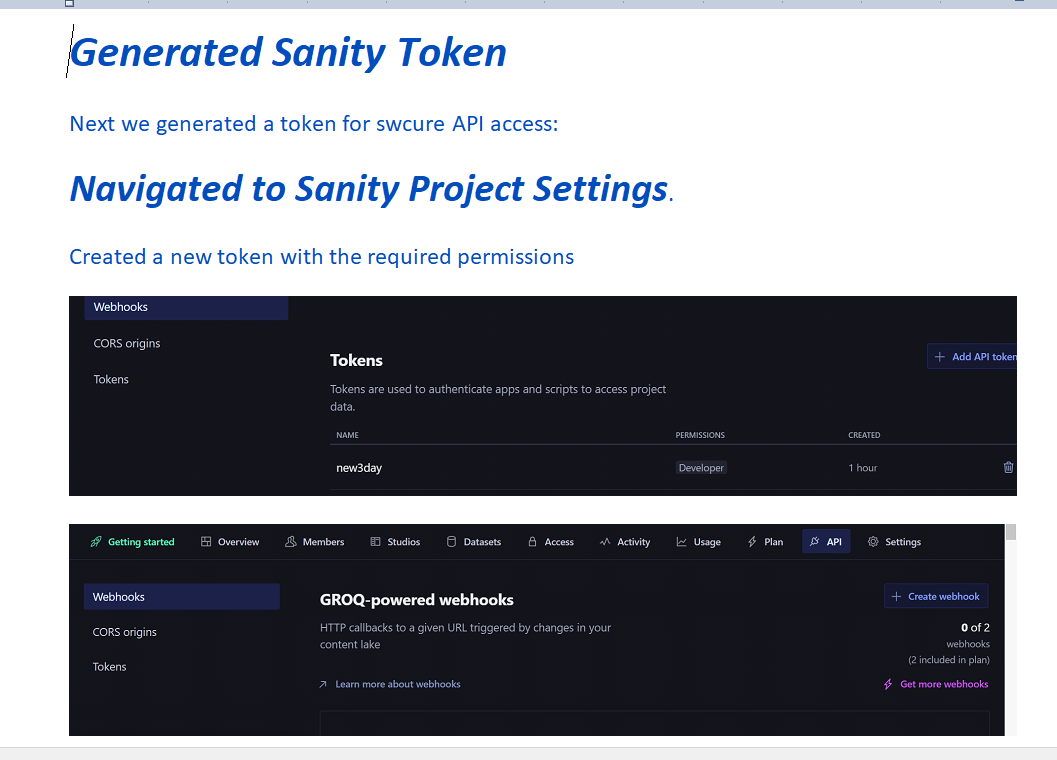 Generated Sanity Token
Next we generated a token for swcure API access:
Navigated to Sanity Project Settings.
Created a new token with the required permissions
Webhooks
CORS origins
Tokens
Tokens
Add API token
Tokens are used to authenticate apps and scripts to access project
data.
NAME PERMISSIONS CREATED
new3day Developer 1 hour
Getting started Overview Members Studios Datasets Access Activity Usage Plan API Settings
Webhooks
CORS origins
Tokens
GROQ-powered webhooks
HTTP callbacks to a given URL triggered by changes in your
content lake
Learn more about webhooks
Create webhook
0 of 2
webhooks
(2 included in plan)
Get more webhooks